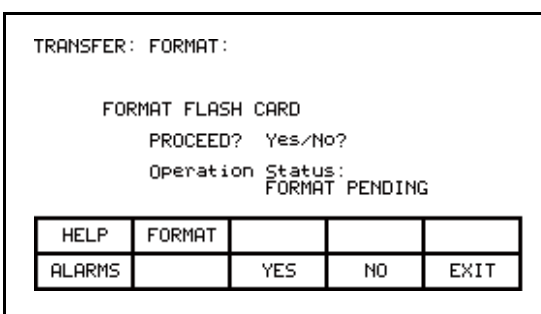 TRANSFER: FORMAT:
FORMAT FLASH CARD
PROCEED? Yes/No?
Operation Status:
FORMAT PENDING
HELP FORMAT
ALARMS YES NO EXIT